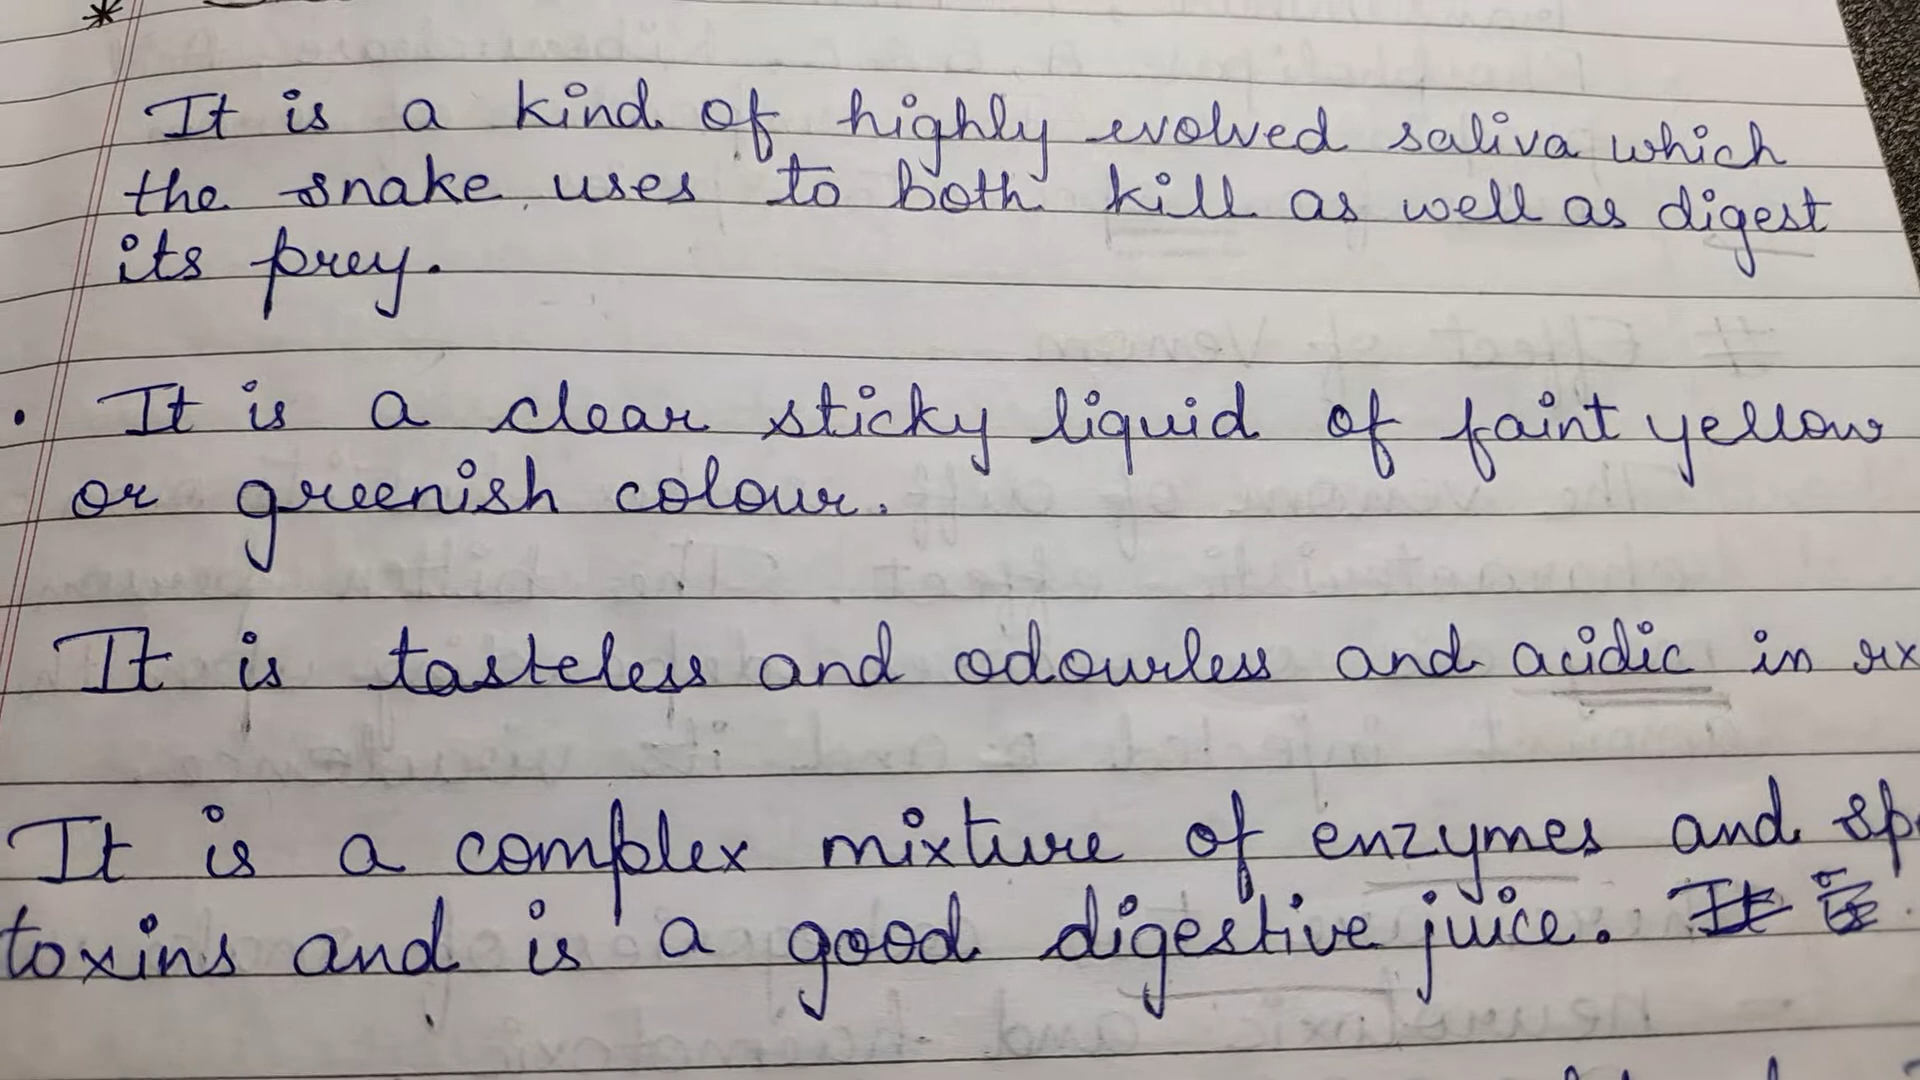 It is a kind of highly evolved saliva which
the snake uses to both kill as well as digest
its prey.
• It is a clear sticky liquid of faint yellow
or greenish colour.
It is tasteless and odourless and acidic in rx
It is a complex mixture of enzymes and
toxins and is a good digestive juice.